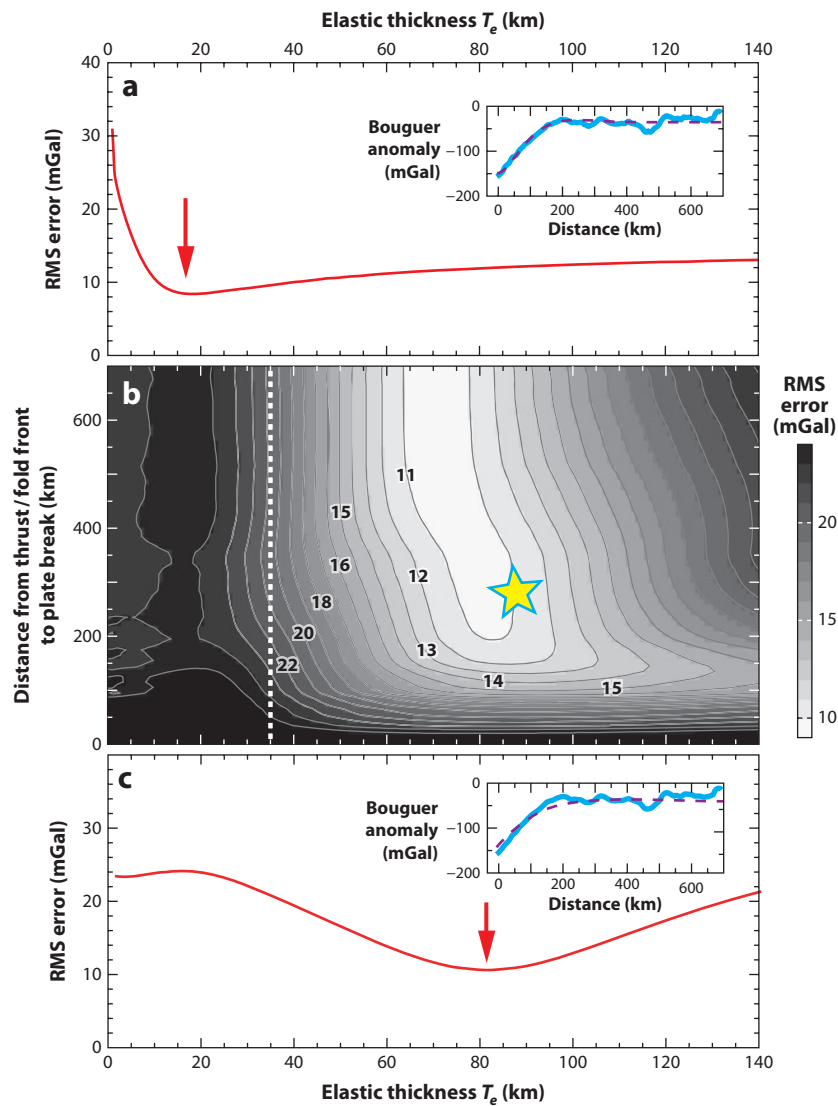 Elastic thickness Te (km)
0 20 40 60 80 100 120 140
a
40
30
20
10
0
RMS error (mGal)
Bouguer
anomaly
(mGal)
0
–100
–200
0 200 400 600
Distance (km)
b
600
400
200
0
Distance from thrust/fold front
to plate break (km)
11
15
16
12
18
20
13
22
14
15
RMS
error
(mGal)
20
15
10
c
30
20
10
0
RMS error (mGal)
Bouguer
anomaly
(mGal)
0
–100
–200
0 200 400 600
Distance (km)
0 20 40 60 80 100 120 140
Elastic thickness Te (km)